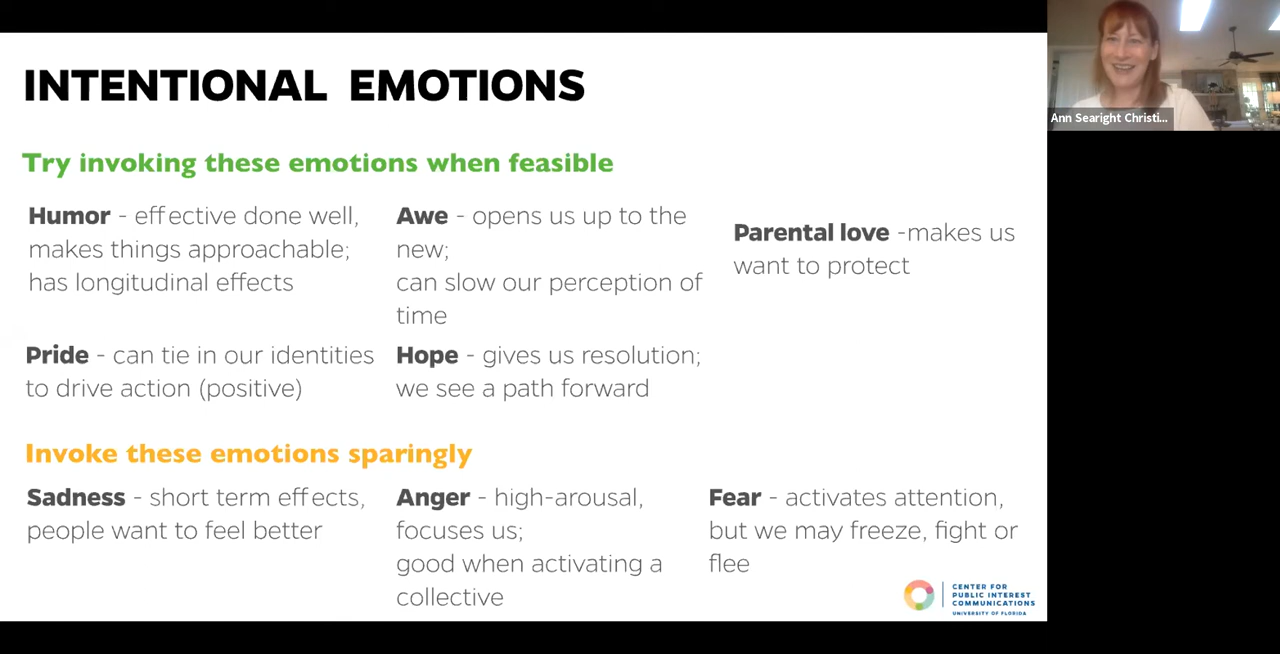 INTENTIONAL EMOTIONS
Try invoking these emotions when feasible
Humor - effective done well,
makes things approachable;
has longitudinal effects
Awe - opens us up to the
new;
can slow our perception of
time
Parental love -makes us
want to protect
Pride - can tie in our identities
to drive action (positive)
Hope - gives us resolution;
we see a path forward
Invoke these emotions sparingly
Sadness - short term effects,
people want to feel better
Anger - high-arousal,
focuses us;
good when activating a
collective
Fear - activates attention,
but we may freeze, fight or
flee
CENTER FOR
PUBLIC INTEREST
COMMUNICATIONS
UNIVERSITY OF FLORIDA
Ann Searight Christi...